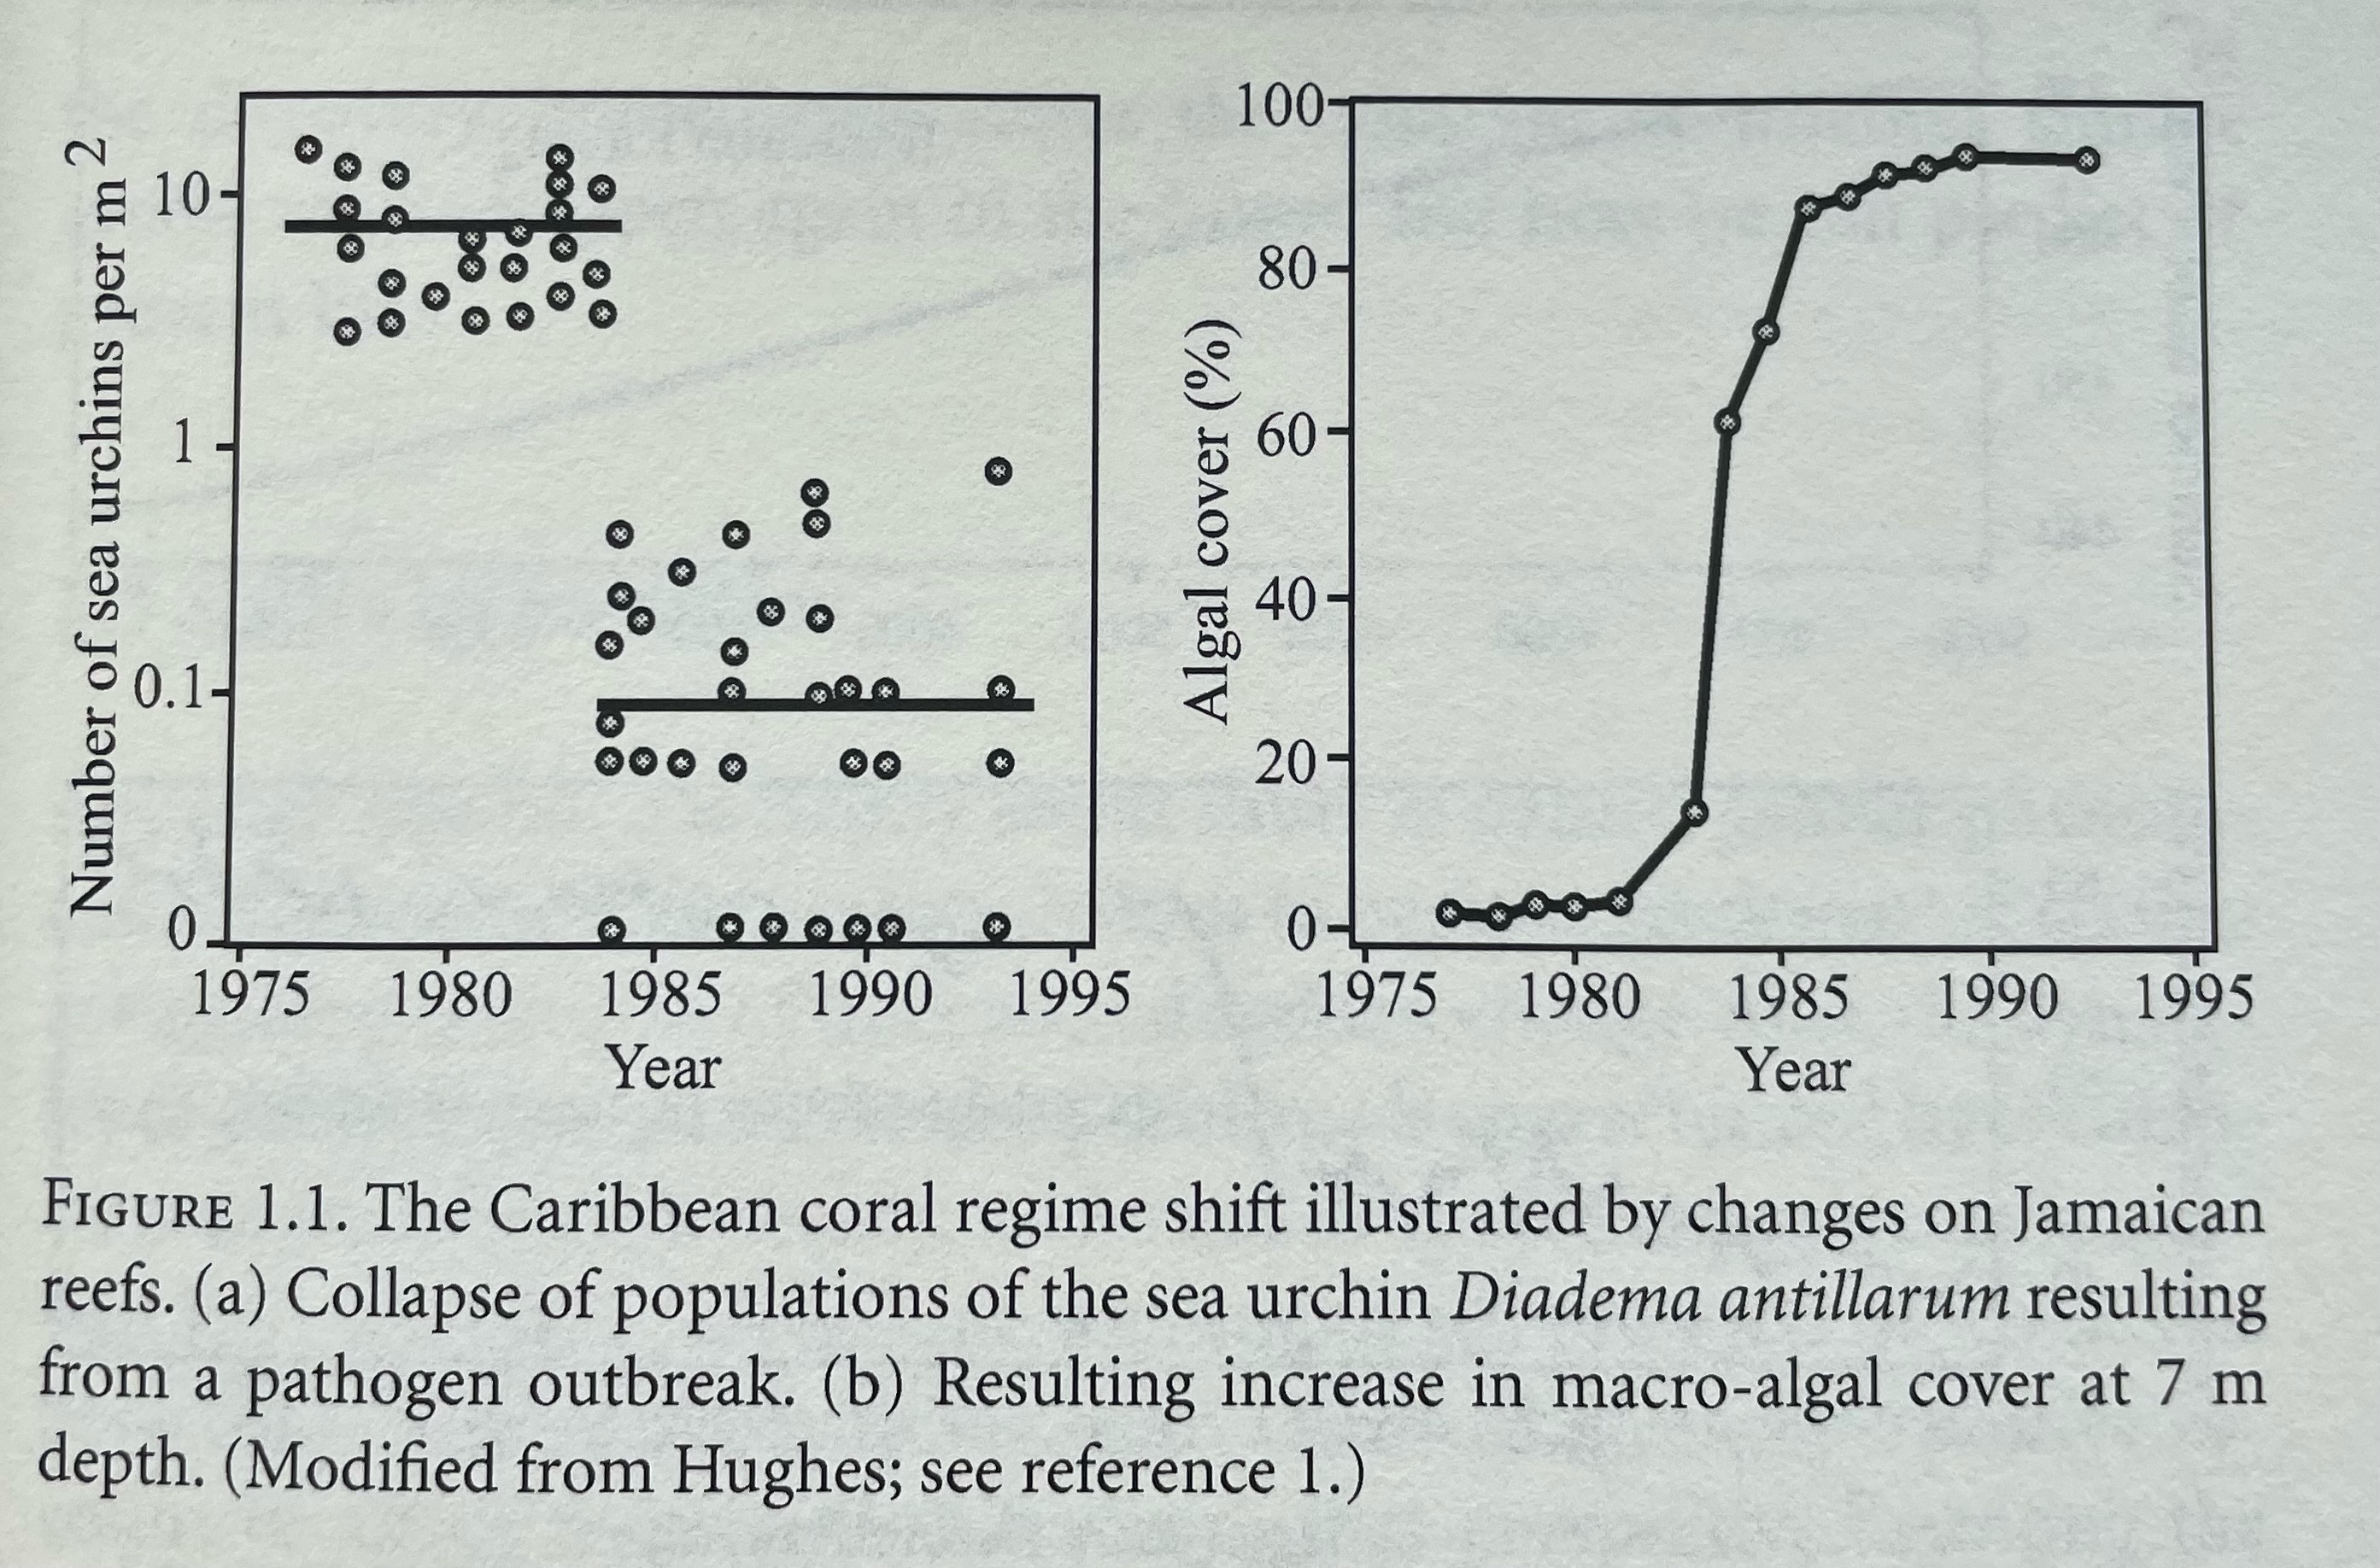 Number of sea urchins per m 2
10
1
0.1
0
1975 1980 1985 1990 1995
Year
Algal cover (%)
100
80
60
40
20
0
1975 1980 1985 1990 1995
Year
FIGURE 1.1. The Caribbean coral regime shift illustrated by changes on Jamaican
reefs. (a) Collapse of populations of the sea urchin Diadema antillarum resulting
from a pathogen outbreak. (b) Resulting increase in macro-algal cover at 7 m
depth. (Modified from Hughes; see reference 1.)